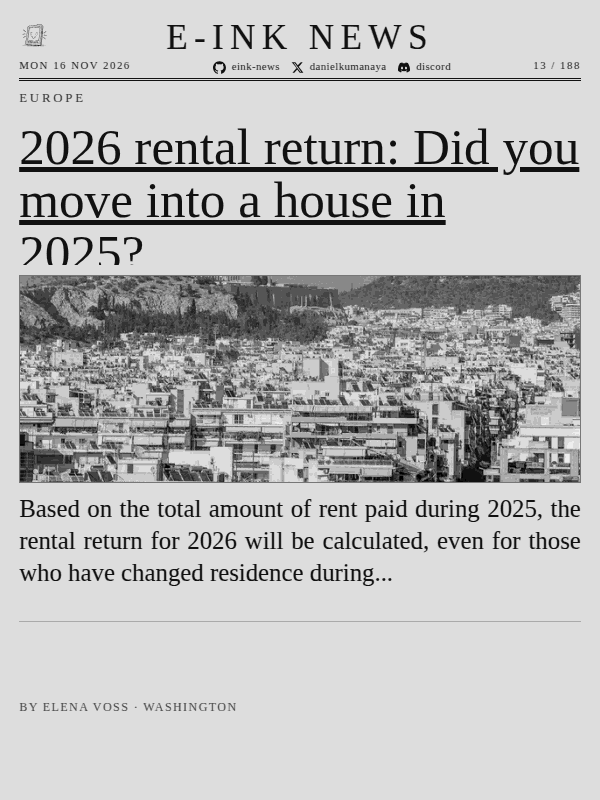 E-INK NEWS
MON 16 NOV 2026
eink-news
danielkumanaya
discord
13 / 188
EUROPE
2026 rental return: Did you
move into a house in
2025?
Based on the total amount of rent paid during 2025, the
rental return for 2026 will be calculated, even for those
who have changed residence during...
BY ELENA VOSS · WASHINGTON